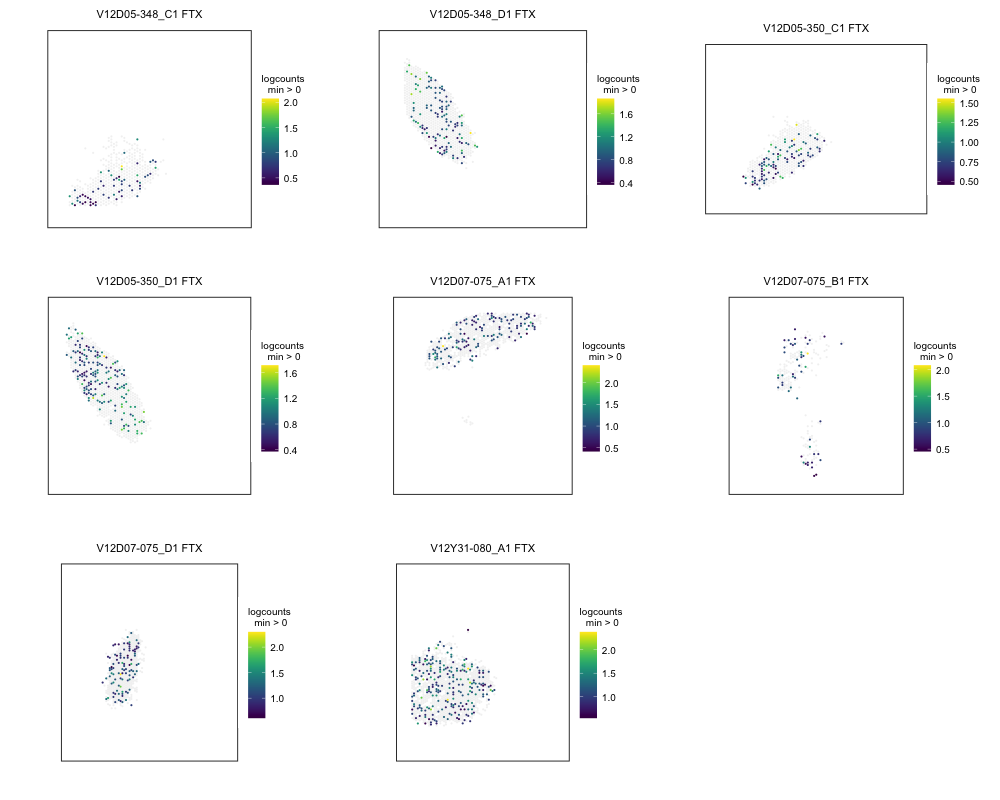 V12D05-348_C1 FTX
logcounts
min > 0
2.0
1.5
1.0
0.5
V12D05-348_D1 FTX
logcounts
min > 0
1.6
1.2
0.8
0.4
V12D05-350_C1 FTX
logcounts
min > 0
1.50
1.25
1.00
0.75
0.50
V12D05-350_D1 FTX
logcounts
min > 0
1.6
1.2
0.8
0.4
V12D07-075_A1 FTX
logcounts
min > 0
2.0
1.5
1.0
0.5
V12D07-075_B1 FTX
logcounts
min > 0
2.0
1.5
1.0
0.5
V12D07-075_D1 FTX
logcounts
min > 0
2.0
1.5
1.0
V12Y31-080_A1 FTX
logcounts
min > 0
2.0
1.5
1.0